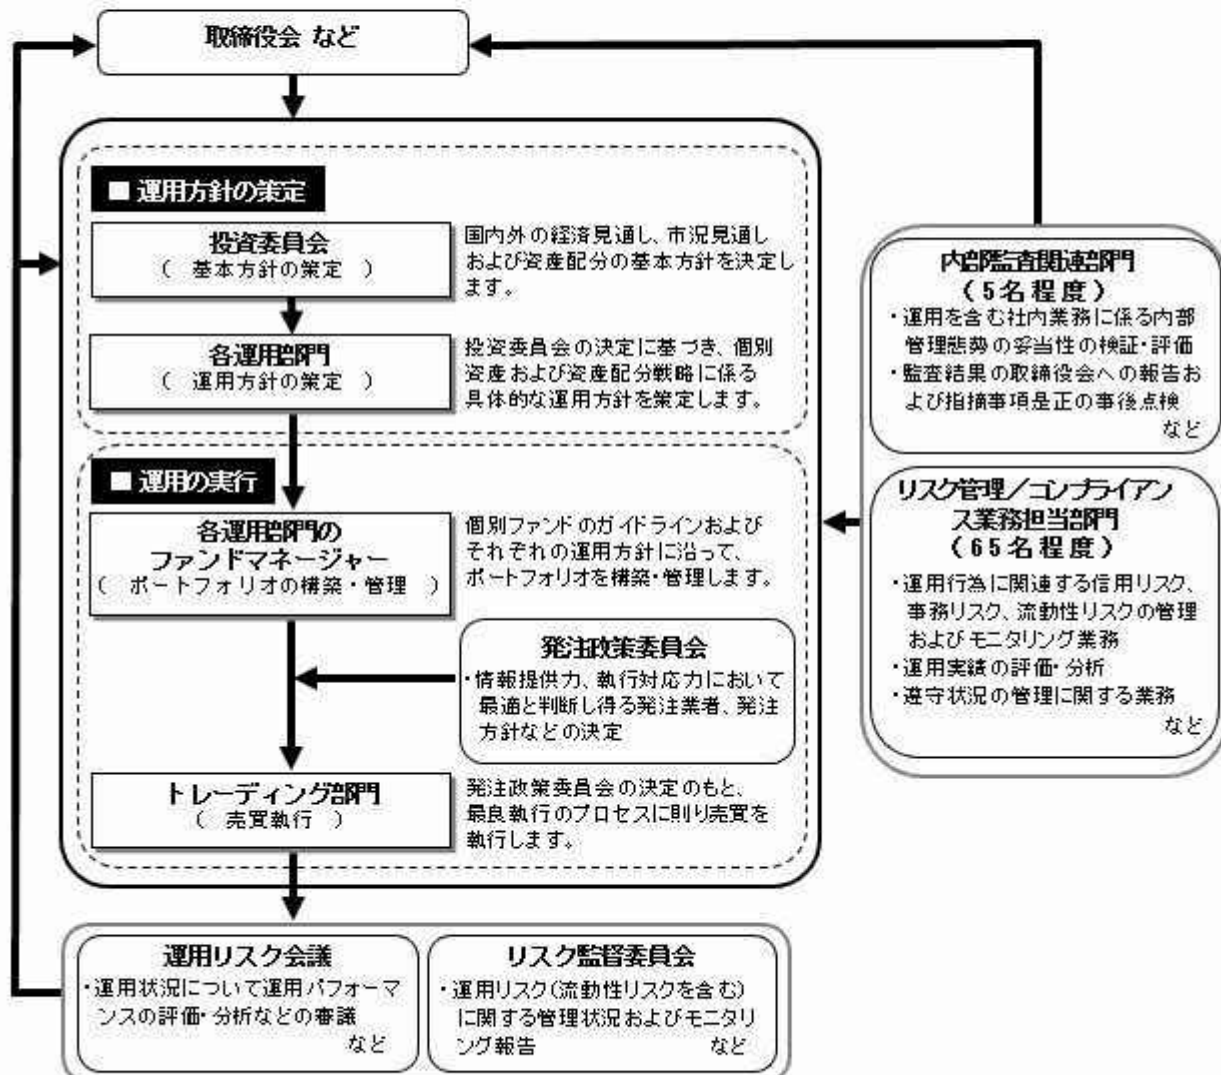 取締役会 など
■ 運用方針の策定
投資委員会
（ 基本方針の策定 ）
国内外の経済見通し、市況見通し
および資産配分の基本方針を決定し
ます。
各運用部門
（ 運用方針の策定 ）
投資委員会の決定に基づき、個別
資産および資産配分戦略に係る
具体的な運用方針を策定します。
■ 運用の実行
各運用部門の
ファンドマネージャー
（ ポートフォリオの構築・管理 ）
個別ファンドのガイドラインおよび
それぞれの運用方針に沿って、
ポートフォリオを構築・管理します。
発注政策委員会
・情報提供力、執行対応力において
最適と判断し得る発注業者、発注
方針などの決定
トレーディング部門
（ 売買執行 ）
発注政策委員会の決定のもと、
最良執行のプロセスに則り売買を
執行します。
運用リスク会議
・運用状況について運用パフォーマ
ンスの評価・分析などの審議
など
リスク監督委員会
・運用リスク（流動性リスクを含む）
に関する管理状況およびモニタリ
ング報告 など
内部監査関連部門
（5名程度）
・運用を含む社内業務に係る内部
管理態勢の妥当性の検証・評価
・監査結果の取締役会への報告お
よび指摘事項是正の事後点検
など
リスク管理／コンプライアン
ス業務担当部門
（65名程度）
・運用行為に関連する信用リスク、
事務リスク、流動性リスクの管理
およびモニタリング業務
・運用実績の評価・分析
・遵守状況の管理に関する業務
など